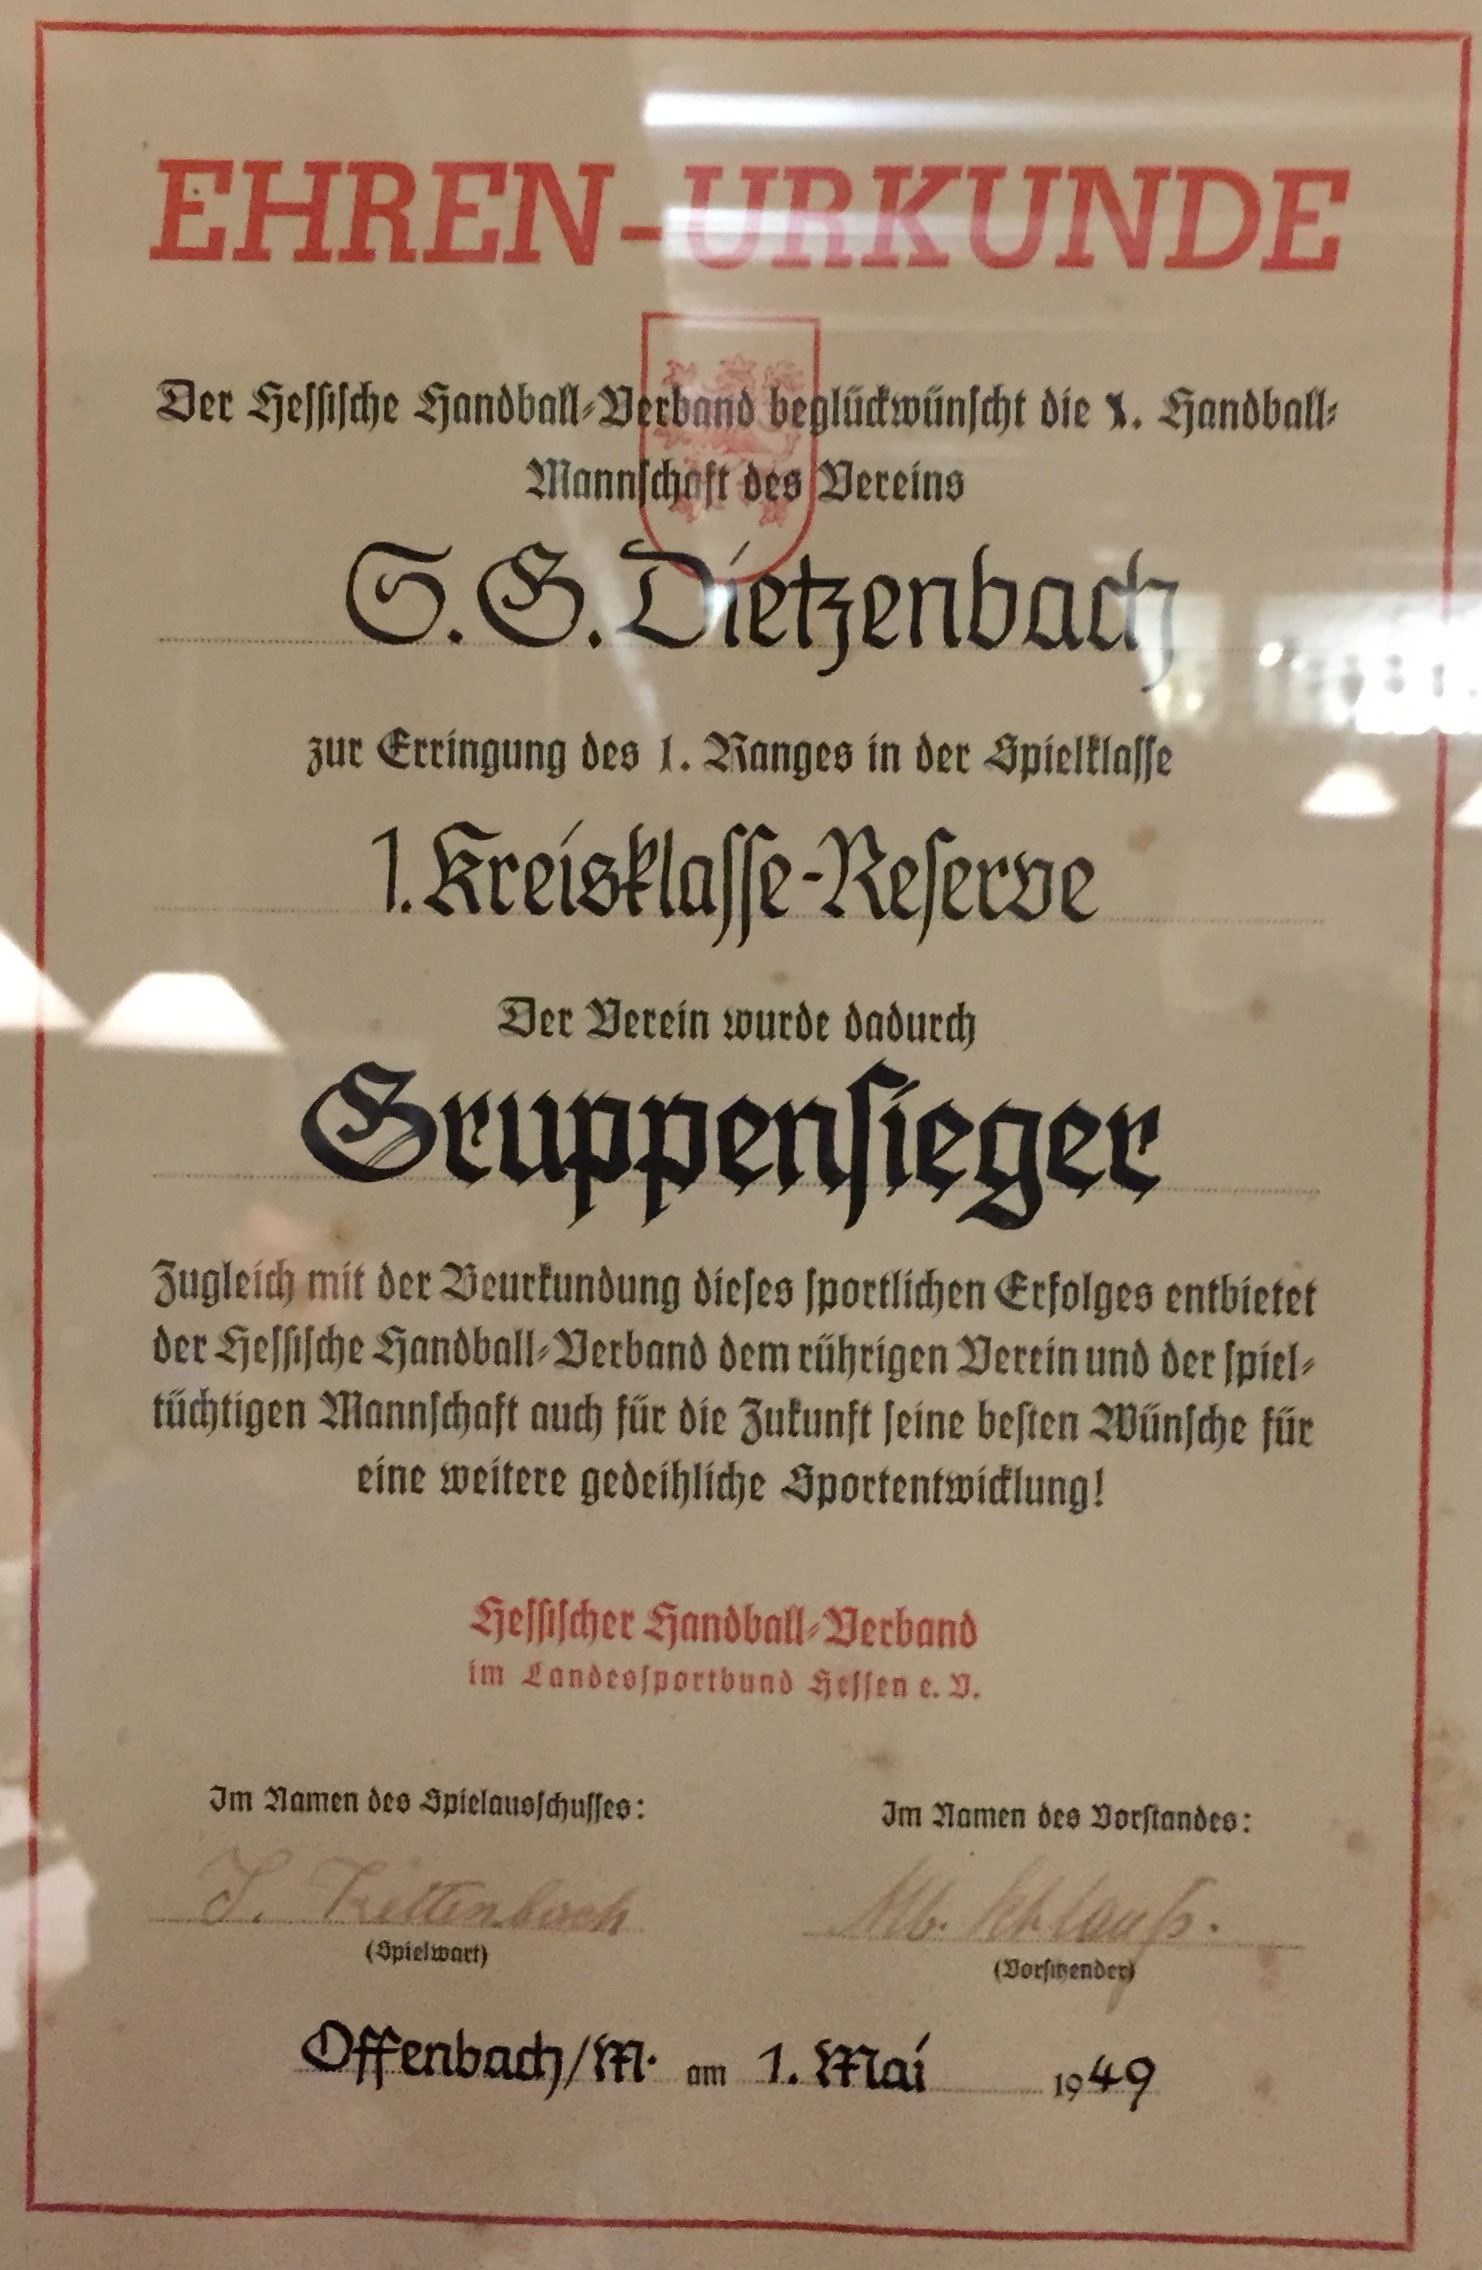 EHREN-URKUNDE
Der Hessische Handball-Verband beglückwünscht die 1. Handball-
Mannschaft des Vereins
S.G. Dietzenbach
zur Erringung des 1. Ranges in der Spielklasse
1. Kreisklasse-Reserve
Der Verein wurde dadurch
Gruppensieger
Zugleich mit der Beurkundung dieses sportlichen Erfolges entbietet
der Hessische Handball-Verband dem rührigen Verein und der spiel-
tüchtigen Mannschaft auch für die Zukunft seine besten Wünsche für
eine weitere gedeihliche Sportentwicklung!
Hessischer Handball-Verband
im Landessportbund Hessen e. V.
Im Namen des Spielausschusses:
Im Namen des Vorstandes:
(Spielwart)
(Vorsitzender)
Offenbach/M. am 1. Mai 1949